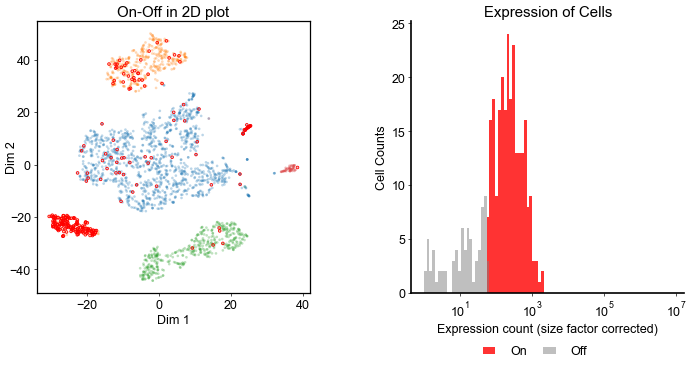 On-Off in 2D plot
Expression of Cells
Dim 2
40
20
0
−20
−40
−20
0
20
40
Dim 1
Cell Counts
25
20
15
10
5
0
10^1
10^3
10^5
10^7
Expression count (size factor corrected)
On
Off